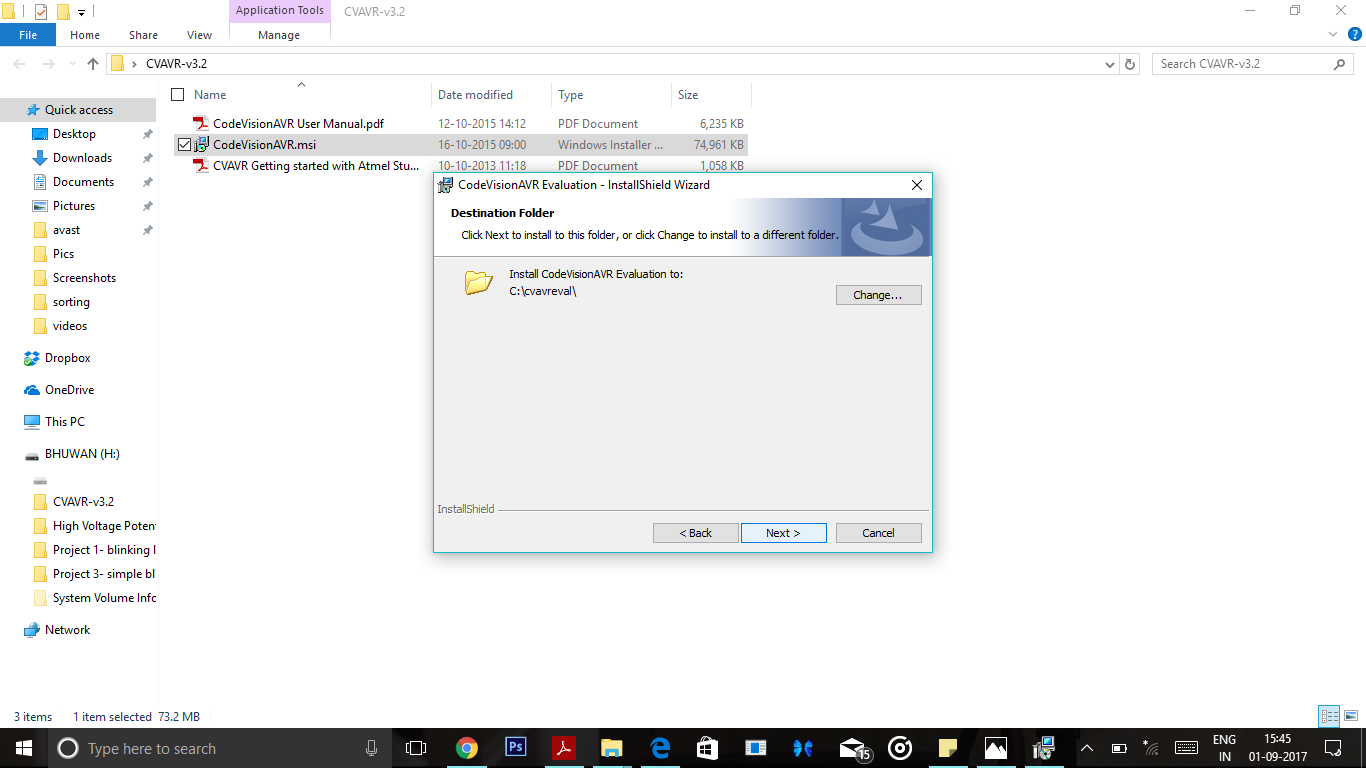 Application Tools
CVAVR-v3.2
File
Home
Share
View
Manage
CVAVR-v3.2
Search CVAVR-v3.2
Name
Date modified
Type
Size
CodeVisionAVR User Manual.pdf
12-10-2015 14:12
PDF Document
6,235 KB
CodeVisionAVR.msi
16-10-2015 09:00
Windows Installer ...
74,961 KB
CVAVR Getting started with Atmel Stu...
10-10-2013 11:18
PDF Document
1,058 KB
Quick access
Desktop
Downloads
Documents
Pictures
avast
Pics
Screenshots
sorting
videos
Dropbox
OneDrive
This PC
BHUWAN (H:)
CVAVR-v3.2
High Voltage Poten
Project 1- blinking l
Project 3- simple bl
System Volume Info
Network
CodeVisionAVR Evaluation - InstallShield Wizard
Destination Folder
Click Next to install to this folder, or click Change to install to a different folder.
Install CodeVisionAVR Evaluation to:
C:\cvavreval\
Change...
InstallShield
< Back
Next >
Cancel
3 items
1 item selected 73.2 MB
Type here to search
Ps
15
ENG
IN
15:45
01-09-2017